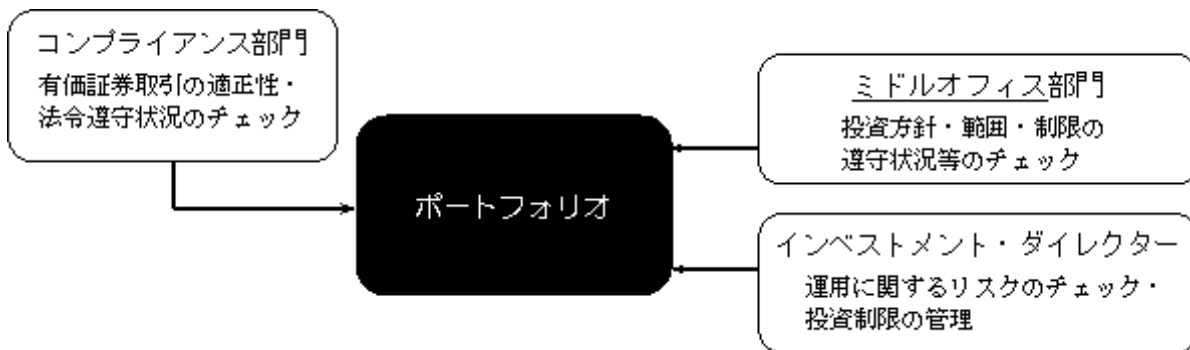 コンプライアンス部門
有価証券取引の適正性・
法令遵守状況のチェック
ポートフォリオ
ミドルオフィス部門
投資方針・範囲・制限の
遵守状況等のチェック
インベストメント・ダイレクター
運用に関するリスクのチェック・
投資制限の管理